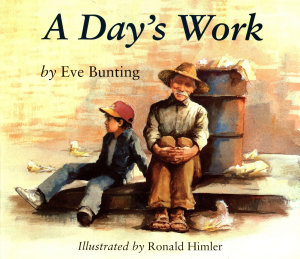 A Day's Work
by Eve Bunting
Illustrated by Ronald Himler